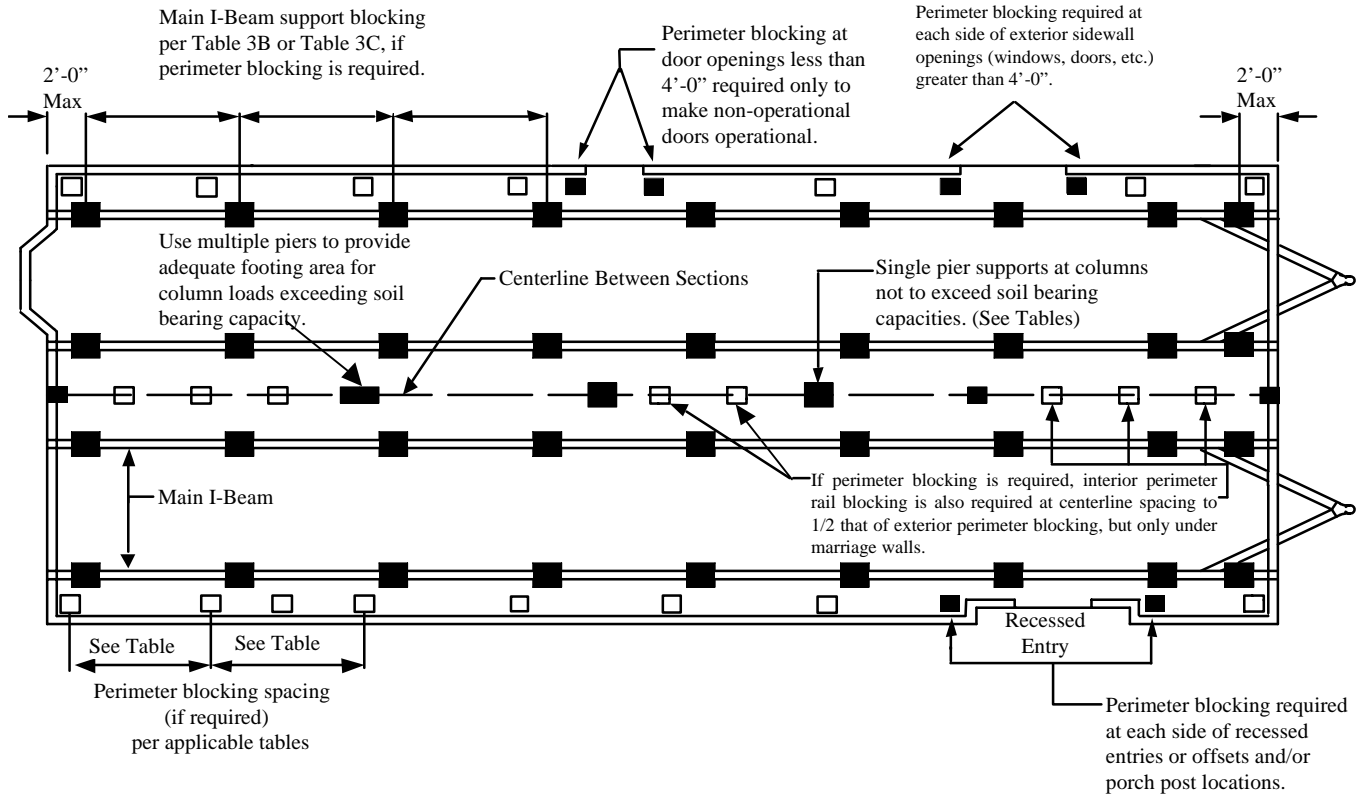 Main I-Beam support blocking
per Table 3B or Table 3C, if
perimeter blocking is required.
2’-0”
Max
Perimeter blocking at
door openings less than
4’-0” required only to
make non-operational
doors operational.
Perimeter blocking required at
each side of exterior sidewall
openings (windows, doors, etc.)
greater than 4’-0”.
2’-0”
Max
Use multiple piers to provide
adequate footing area for
column loads exceeding soil
bearing capacity.
Centerline Between Sections
Single pier supports at columns
not to exceed soil bearing
capacities. (See Tables)
Main I-Beam
If perimeter blocking is required, interior perimeter
rail blocking is also required at centerline spacing to
1/2 that of exterior perimeter blocking, but only under
marriage walls.
See Table
See Table
Perimeter blocking spacing
(if required)
per applicable tables
Recessed
Entry
Perimeter blocking required
at each side of recessed
entries or offsets and/or
porch post locations.